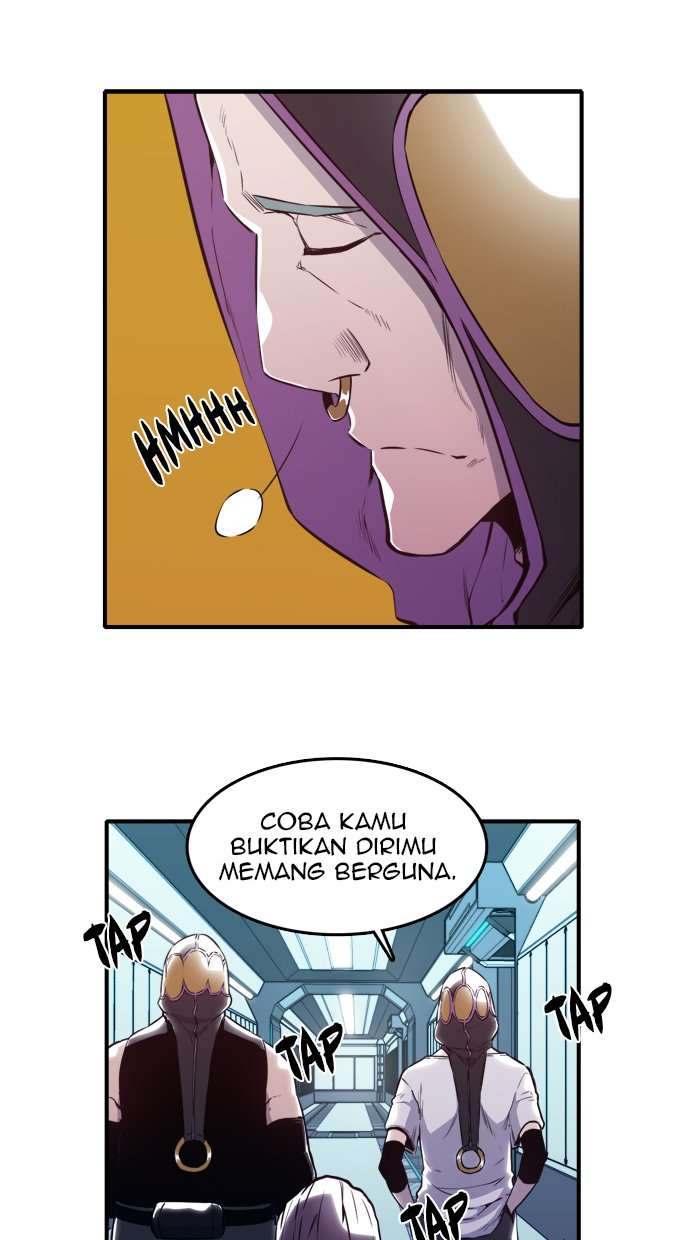 HMHHH
COBA KAMU
BUKTIKAN DIRIMU
MEMANG BERGUNA.
TAP
TAP
TAP
TAP